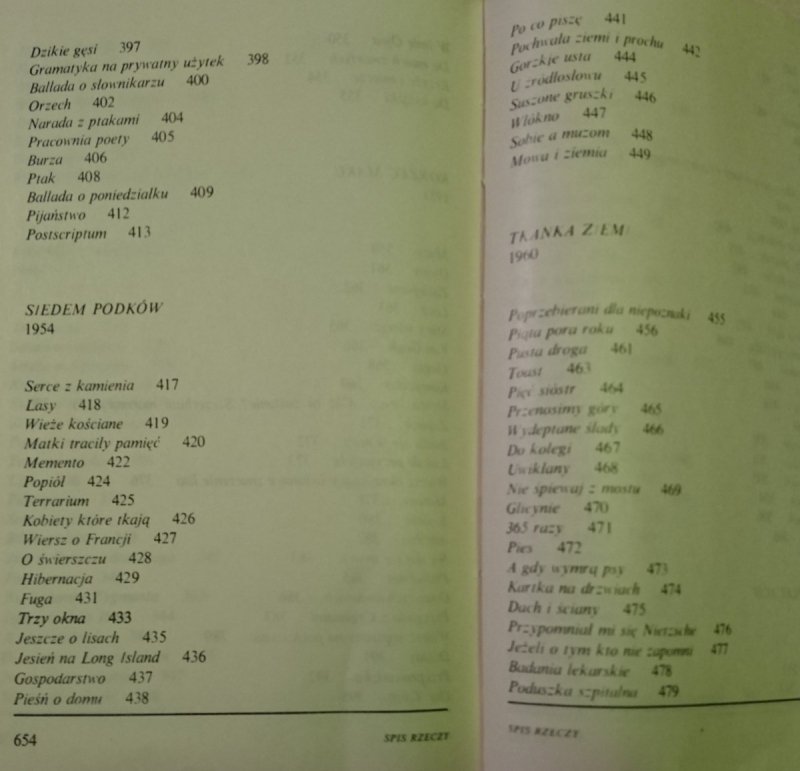 Dzikie gęsi 397
Gramatyka na prywatny użytek 398
Ballada o słownikarzu 400
Orzech 402
Narada z ptakami 404
Pracownia poety 405
Burza 406
Ptak 408
Ballada o poniedziałku 409
Pijaństwo 412
Postscriptum 413
SIEDEM PODKÓW
1954
Serce z kamienia 417
Lasy 418
Wieże kościane 419
Matki traciły pamięć 420
Memento 422
Popiół 424
Terrarium 425
Kobiety które tkają 426
Wiersz o Francji 427
O świerszczu 428
Hibernacja 429
Fuga 431
Trzy okna 433
Jeszcze o lisach 435
Jesień na Long Island 436
Gospodarstwo 437
Pieśń o domu 438
654 SPIS RZECZY
Po co piszę 441
Pochwała ziemi i prochu 442
Gorzkie usta 444
U źródłosłowu 445
Suszone gruszki 446
Włókno 447
Sobie a muzom 448
Mowa i ziemia 449
TKANKA ZIEMI
1960
Poprzebierani dla niepoznaki 455
Piąta pora roku 456
Pusta droga 461
Toast 463
Pięć sióstr 464
Przenosimy góry 465
Wydeptane ślady 466
Do kolegi 467
Uwikłany 468
Nie śpiewaj z mostu 469
Glicynie 470
365 razy 471
Pies 472
A gdy wymrą psy 473
Kartka na drzwiach 474
Dach i ściany 475
Przypomniał mi się Nietzsche 476
Jeżeli o tym kto nie zapomni 477
Badania lekarskie 478
Poduszka szpitalna 479
SPIS RZECZY